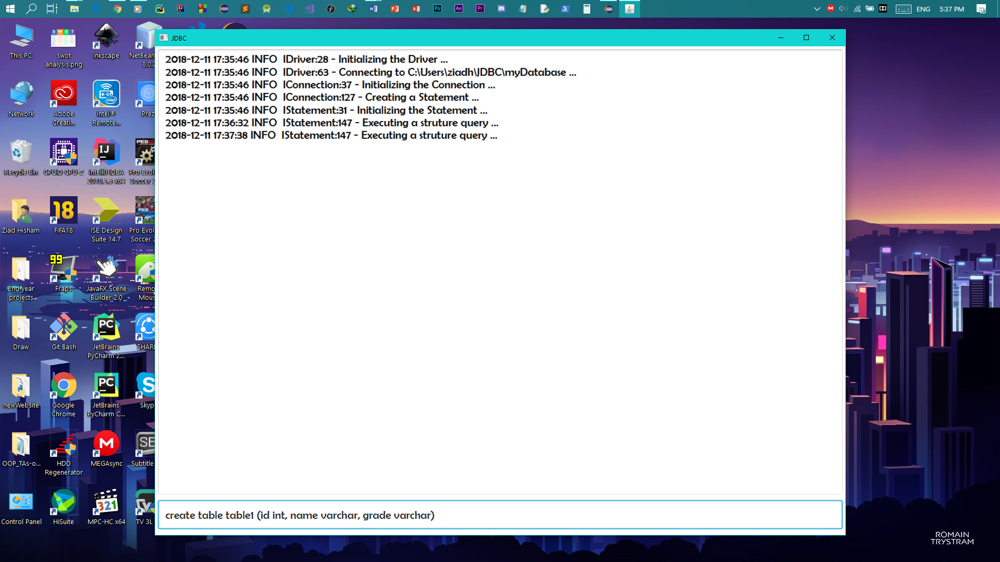 ENG
5:37 PM
JDBC
2018-12-11 17:35:46 INFO  IDriver:28 - Initializing the Driver ...
2018-12-11 17:35:46 INFO  IDriver:63 - Connecting to C:\Users\ziadh\JDBC\myDatabase ...
2018-12-11 17:35:46 INFO  IConnection:37 - Initializing the Connection ...
2018-12-11 17:35:46 INFO  IConnection:127 - Creating a Statement ...
2018-12-11 17:35:46 INFO  IStatement:31 - Initializing the Statement ...
2018-12-11 17:36:32 INFO  IStatement:147 - Executing a struture query ...
2018-12-11 17:37:38 INFO  IStatement:147 - Executing a struture query ...
create table table1 (id int, name varchar, grade varchar)
This PC
swot
analysis.png
Inkscape
NetBean
8.0.2
Network
Adobe
Creati...
Intel®
Remote...
Prez
Recycle Bin
CPUID CPU-Z
IntelliJ IDEA
2018.1.5 x64
Pro Evol
Soccer 2
Ziad Hisham
FIFA18
ISE Design
Suite 14.7
Pro Evol
Soccer 2
2nd year
projects
Fraps
JavaFX Scene
Builder 2.0
Remo
Mous
Draw
Git Bash
JetBrains
PyCharm 2...
SHARE
newWebsite
Google
Chrome
JetBrains
PyCharm C...
Skyp
OOP_TAs-o...
HDD
Regenerator
MEGAsync
Subtitle
Control Panel
HiSuite
MPC-HC x64
TV 3L
ROMAIN
TRYSTRAM